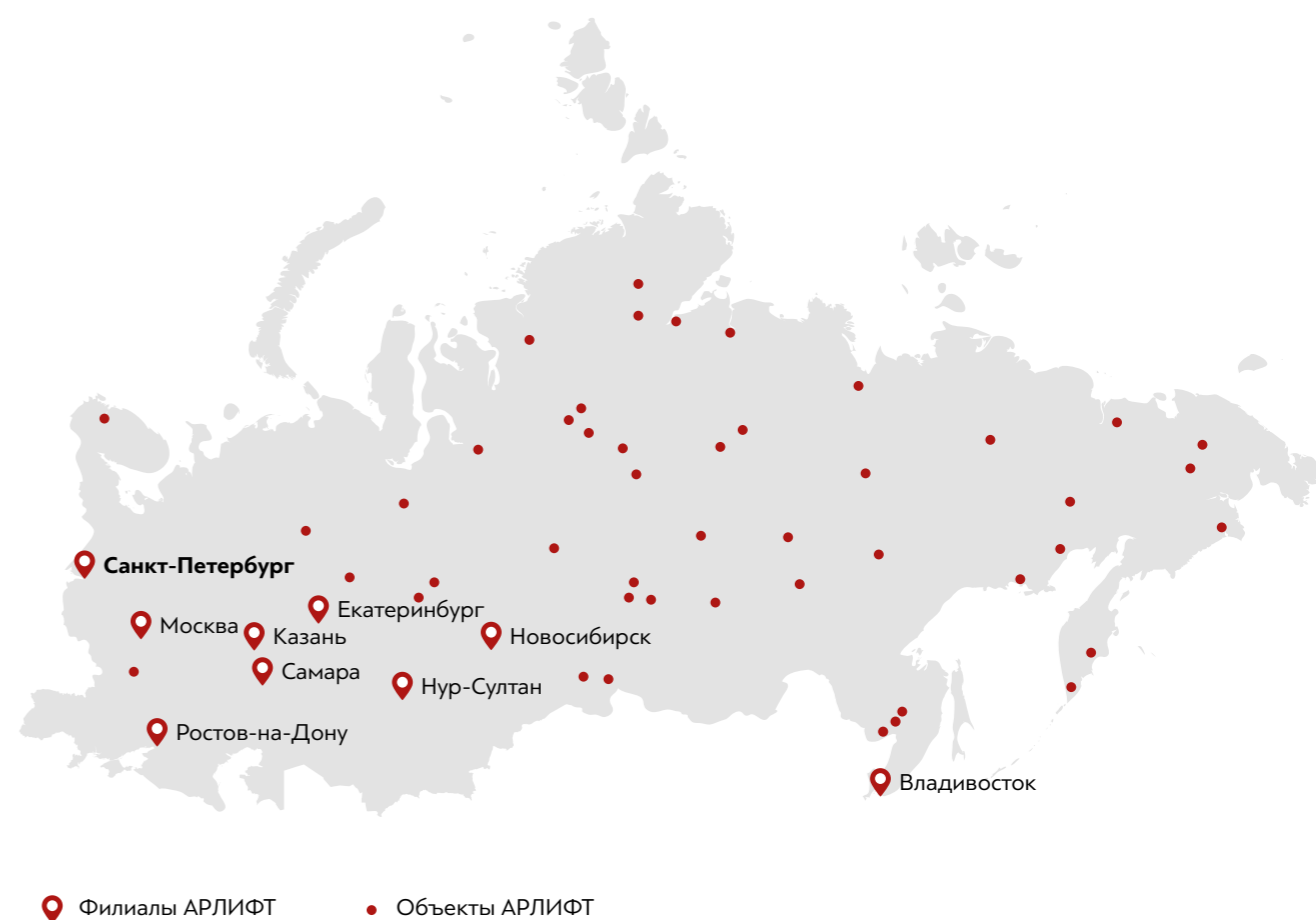 Санкт-Петербург
Екатеринбург
Москва
Казань
Новосибирск
Самара
Нур-Султан
Ростов-на-Дону
Владивосток
Филиалы АРЛИФТ
Объекты АРЛИФТ